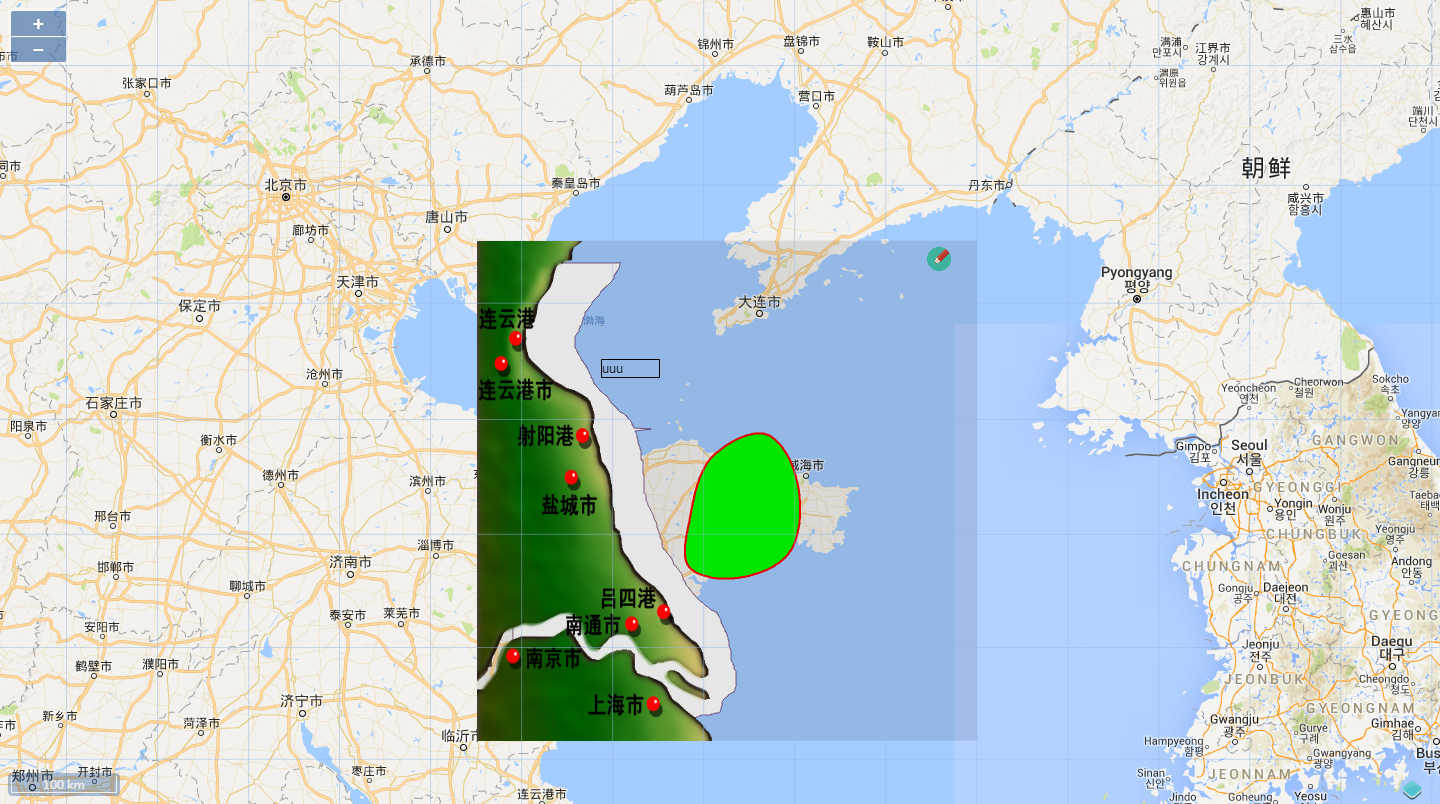 +
−
惠山市
혜산시
三水
삼수읍
锦州市
盘锦市
鞍山市
满浦
만포시
江界市
강계시
承德市
渭原
위원읍
张家口市
葫芦岛市
营口市
端川
단천시
朝鲜
北京市
秦皇岛市
丹东市
咸兴市
함흥시
唐山市
廊坊市
天津市
Pyongyang
평양
保定市
大连市
连云港
渤海
uuu
沧州市
连云港市
石家庄市
Yeoncheon
연천
Cheorwon
철원
Sokcho
속초
阳泉市
衡水市
射阳港
Gimpo
김포
Seoul
서울
GANGWON
德州市
滨州市
盐城市
威海市
Incheon
인천
GYEONGGI
Yongin
용인
Wonju
원주
邢台市
CHUNGBUK
Yeongju
영주
淄博市
邯郸市
济南市
Goesan
괴산
Andong
안동
CHUNGNAM
聊城市
吕四港
Gongju
공주
Daejeon
대전
泰安市
莱芜市
安阳市
南通市
Jeonju
전주
Daegu
대구
鹤壁市
濮阳市
南京市
JEONBUK
Cheongdo
청도
济宁市
上海市
GYEONGNAM
新乡市
菏泽市
Gwangju
광주
Gimhae
김해
Gurye
구례
临沂市
Hampyeong
함평
Gwangyang
광양
郑州市
开封市
枣庄市
Sinan
신안
JEONNAM
100 km
连云港市
Jindo
Jangheung
Goheung
Yeosu